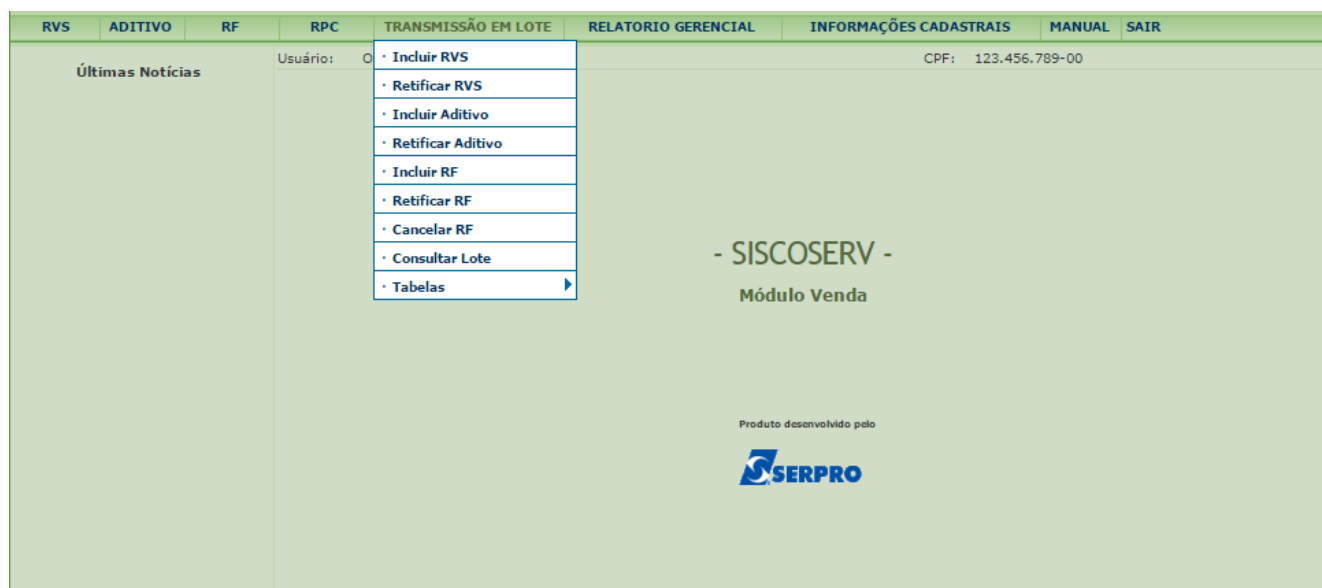 RVS ADITIVO RF RPC TRANSMISSÃO EM LOTE RELATORIO GERENCIAL INFORMAÇÕES CADASTRAIS MANUAL SAIR
Últimas Notícias
Usuário: O CPF: 123.456.789-00
· Incluir RVS
· Retificar RVS
· Incluir Aditivo
· Retificar Aditivo
· Incluir RF
· Retificar RF
· Cancelar RF
· Consultar Lote
· Tabelas
- SISCOSERV -
Módulo Venda
Produto desenvolvido pelo
SERPRO